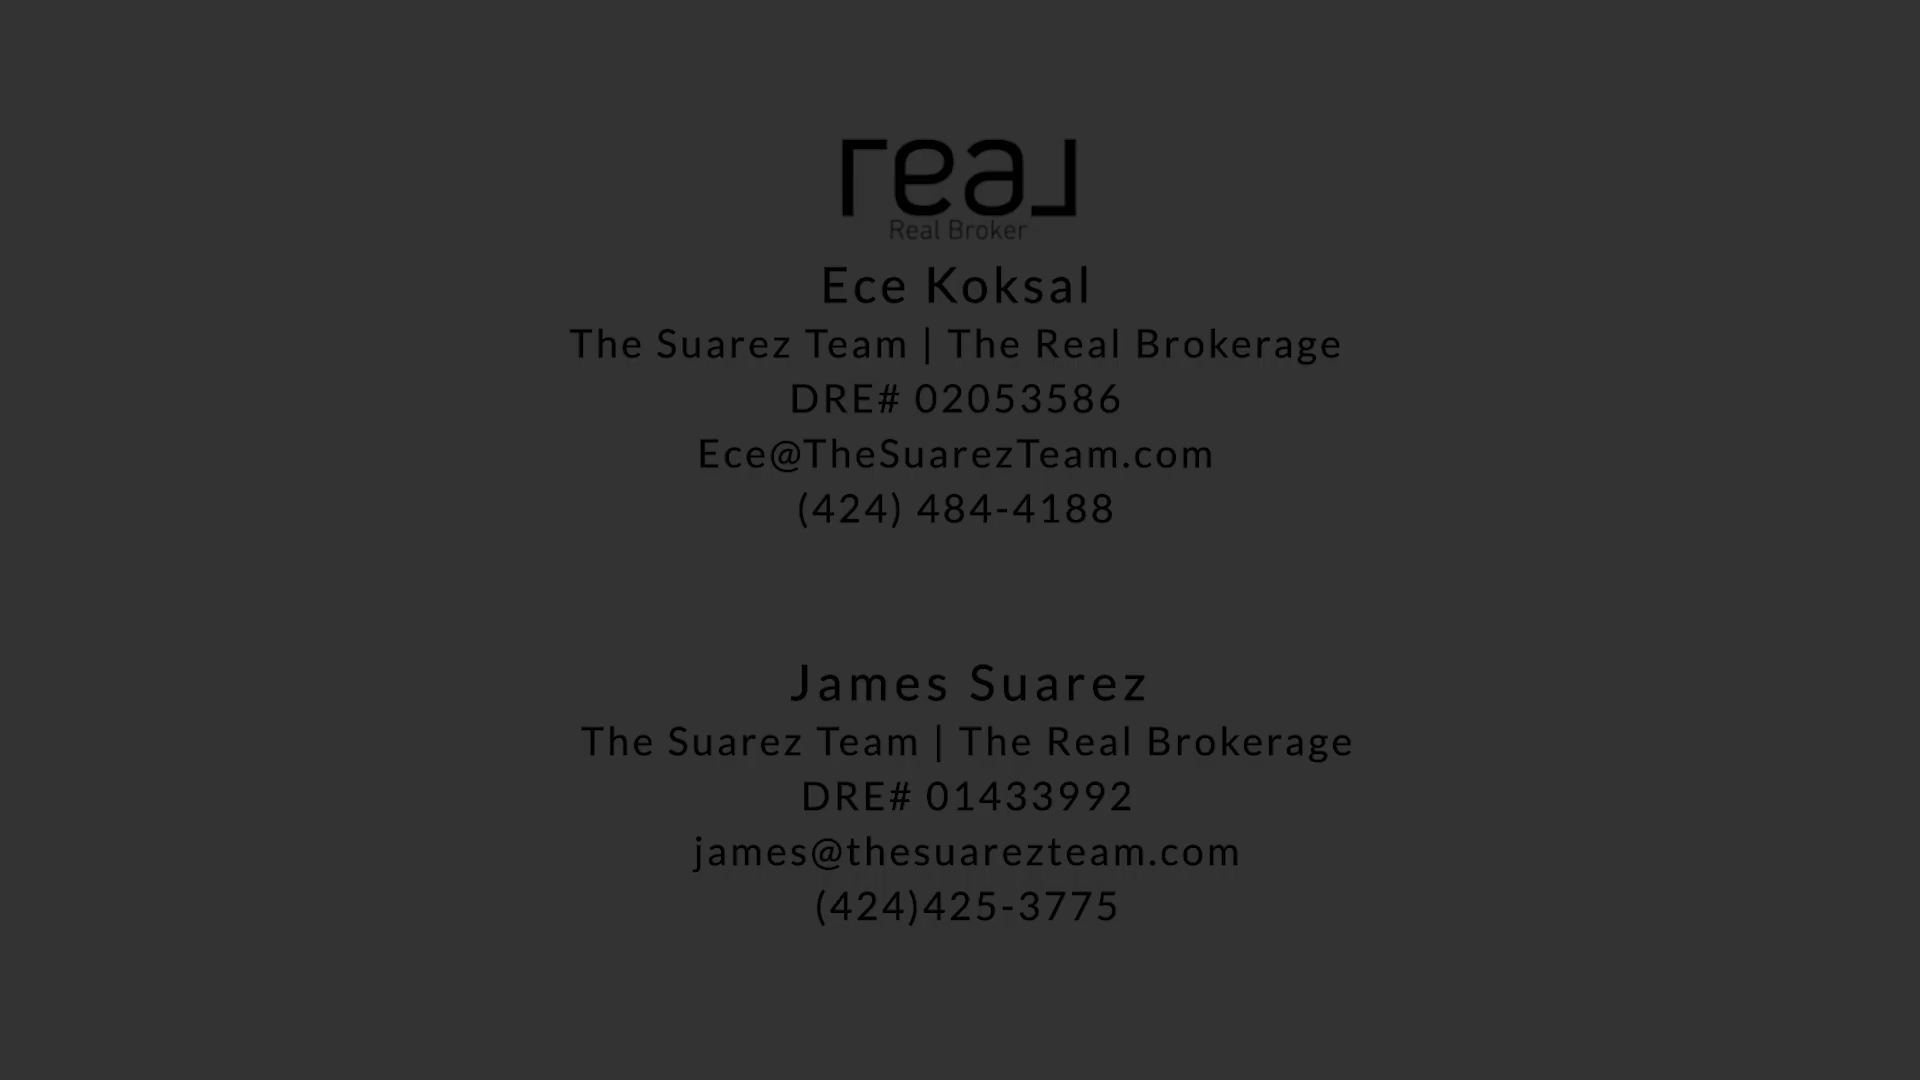 real
Real Broker
Ece Koksal
The Suarez Team | The Real Brokerage
DRE# 02053586
Ece@TheSuarezTeam.com
(424) 484-4188
James Suarez
The Suarez Team | The Real Brokerage
DRE# 01433992
james@thesuarezteam.com
(424)425-3775